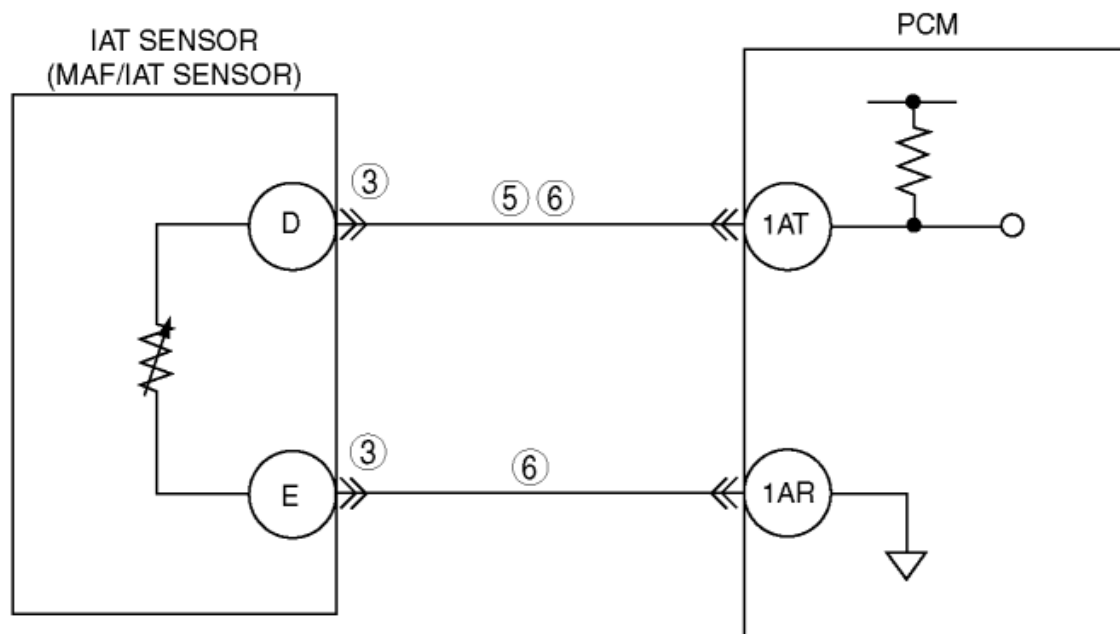 PCM
IAT SENSOR
(MAF/IAT SENSOR)
③
⑤ ⑥
D
1AT
③
⑥
E
1AR